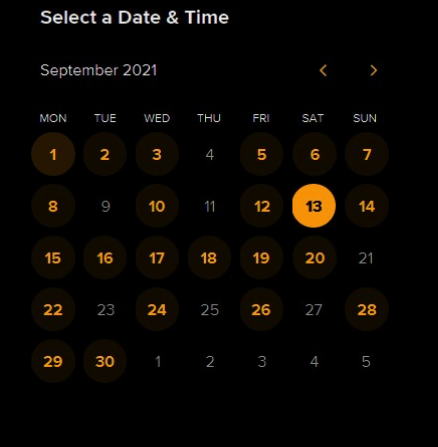 Select a Date & Time
September 2021 < >
MON TUE WED THU FRI SAT SUN
1 2 3 4 5 6 7
8 9 10 11 12 13 14
15 16 17 18 19 20 21
22 23 24 25 26 27 28
29 30 1 2 3 4 5